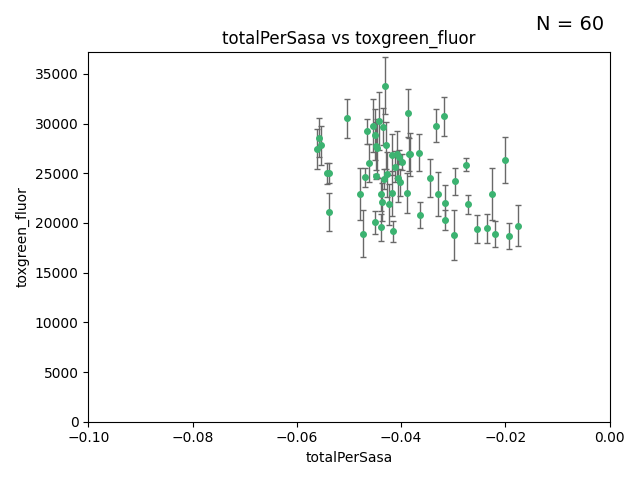 N = 60
totalPerSasa vs toxgreen_fluor
35000
30000
25000
20000
15000
10000
5000
0
toxgreen_fluor
−0.10 −0.08 −0.06 −0.04 −0.02 0.00
totalPerSasa